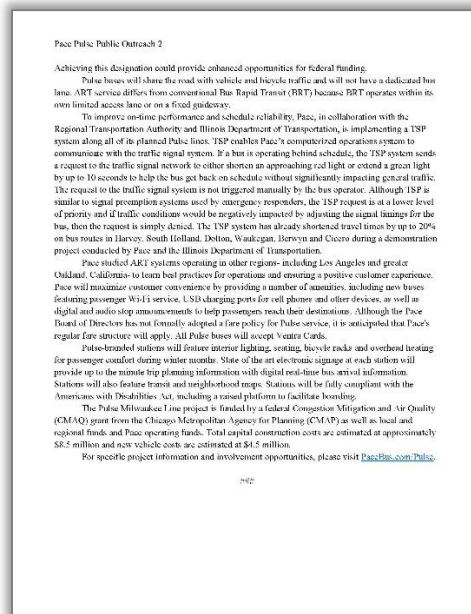 Pace Pulse Public Outreach 2
Achieving this designation could provide enhanced opportunities for federal funding.
Pulse buses will share the road with vehicle and bicycle traffic and will not have a dedicated bus
lane. ART service differs from conventional Bus Rapid Transit (BRT) because BRT operates within its
own limited access lane or on a fixed guideway.
To improve on-time performance and schedule reliability, Pace, in collaboration with the
Regional Transportation Authority and Illinois Department of Transportation, is implementing a TSP
system along all of its planned Pulse lines. TSP enables Pace's computerized operations system to
communicate with the traffic signal system. If a bus is operating behind schedule, the TSP system sends
a request to the traffic signal network to either shorten an approaching red light or extend a green light
by up to 10 seconds to help the bus get back on schedule without significantly impacting general traffic.
The request to the traffic signal system is not triggered manually by the bus operator. Although TSP is
similar to signal preemption systems used by emergency responders, the TSP request is at a lower level
of priority and if traffic conditions would be negatively impacted by adjusting the signal timings for the
bus, then the request is simply denied. The TSP system has already shortened travel times by up to 20%
on bus routes in Harvey, South Holland, Dolton, Waukegan, Berwyn and Cicero during a demonstration
project conducted by Pace and the Illinois Department of Transportation.
Pace studied ART systems operating in other regions- including Los Angeles and greater
Oakland, California- to learn best practices for operations and ensuring a positive customer experience.
Pace will maximize customer convenience by providing a number of amenities, including new buses
featuring passenger Wi-Fi service, USB charging ports for cell phones and other devices, as well as
digital and audio stop announcements to help passengers reach their destinations. Although the Pace
Board of Directors has not formally adopted a fare policy for Pulse service, it is anticipated that Pace's
regular fare structure will apply. All Pulse buses will accept Ventra Cards.
Pulse-branded stations will feature interior lighting, seating, bicycle racks and overhead heating
for passenger comfort during winter months. State of the art electronic signage at each station will
provide up to the minute trip planning information with digital real-time bus arrival information.
Stations will also feature transit and neighborhood maps. Stations will be fully compliant with the
Americans with Disabilities Act, including a raised platform to facilitate boarding.
The Pulse Milwaukee Line project is funded by a federal Congestion Mitigation and Air Quality
(CMAQ) grant from the Chicago Metropolitan Agency for Planning (CMAP) as well as local and
regional funds and Pace operating funds. Total capital construction costs are estimated at approximately
$8.5 million and new vehicle costs are estimated at $4.5 million.
For specific project information and involvement opportunities, please visit PaceBus.com/Pulse.